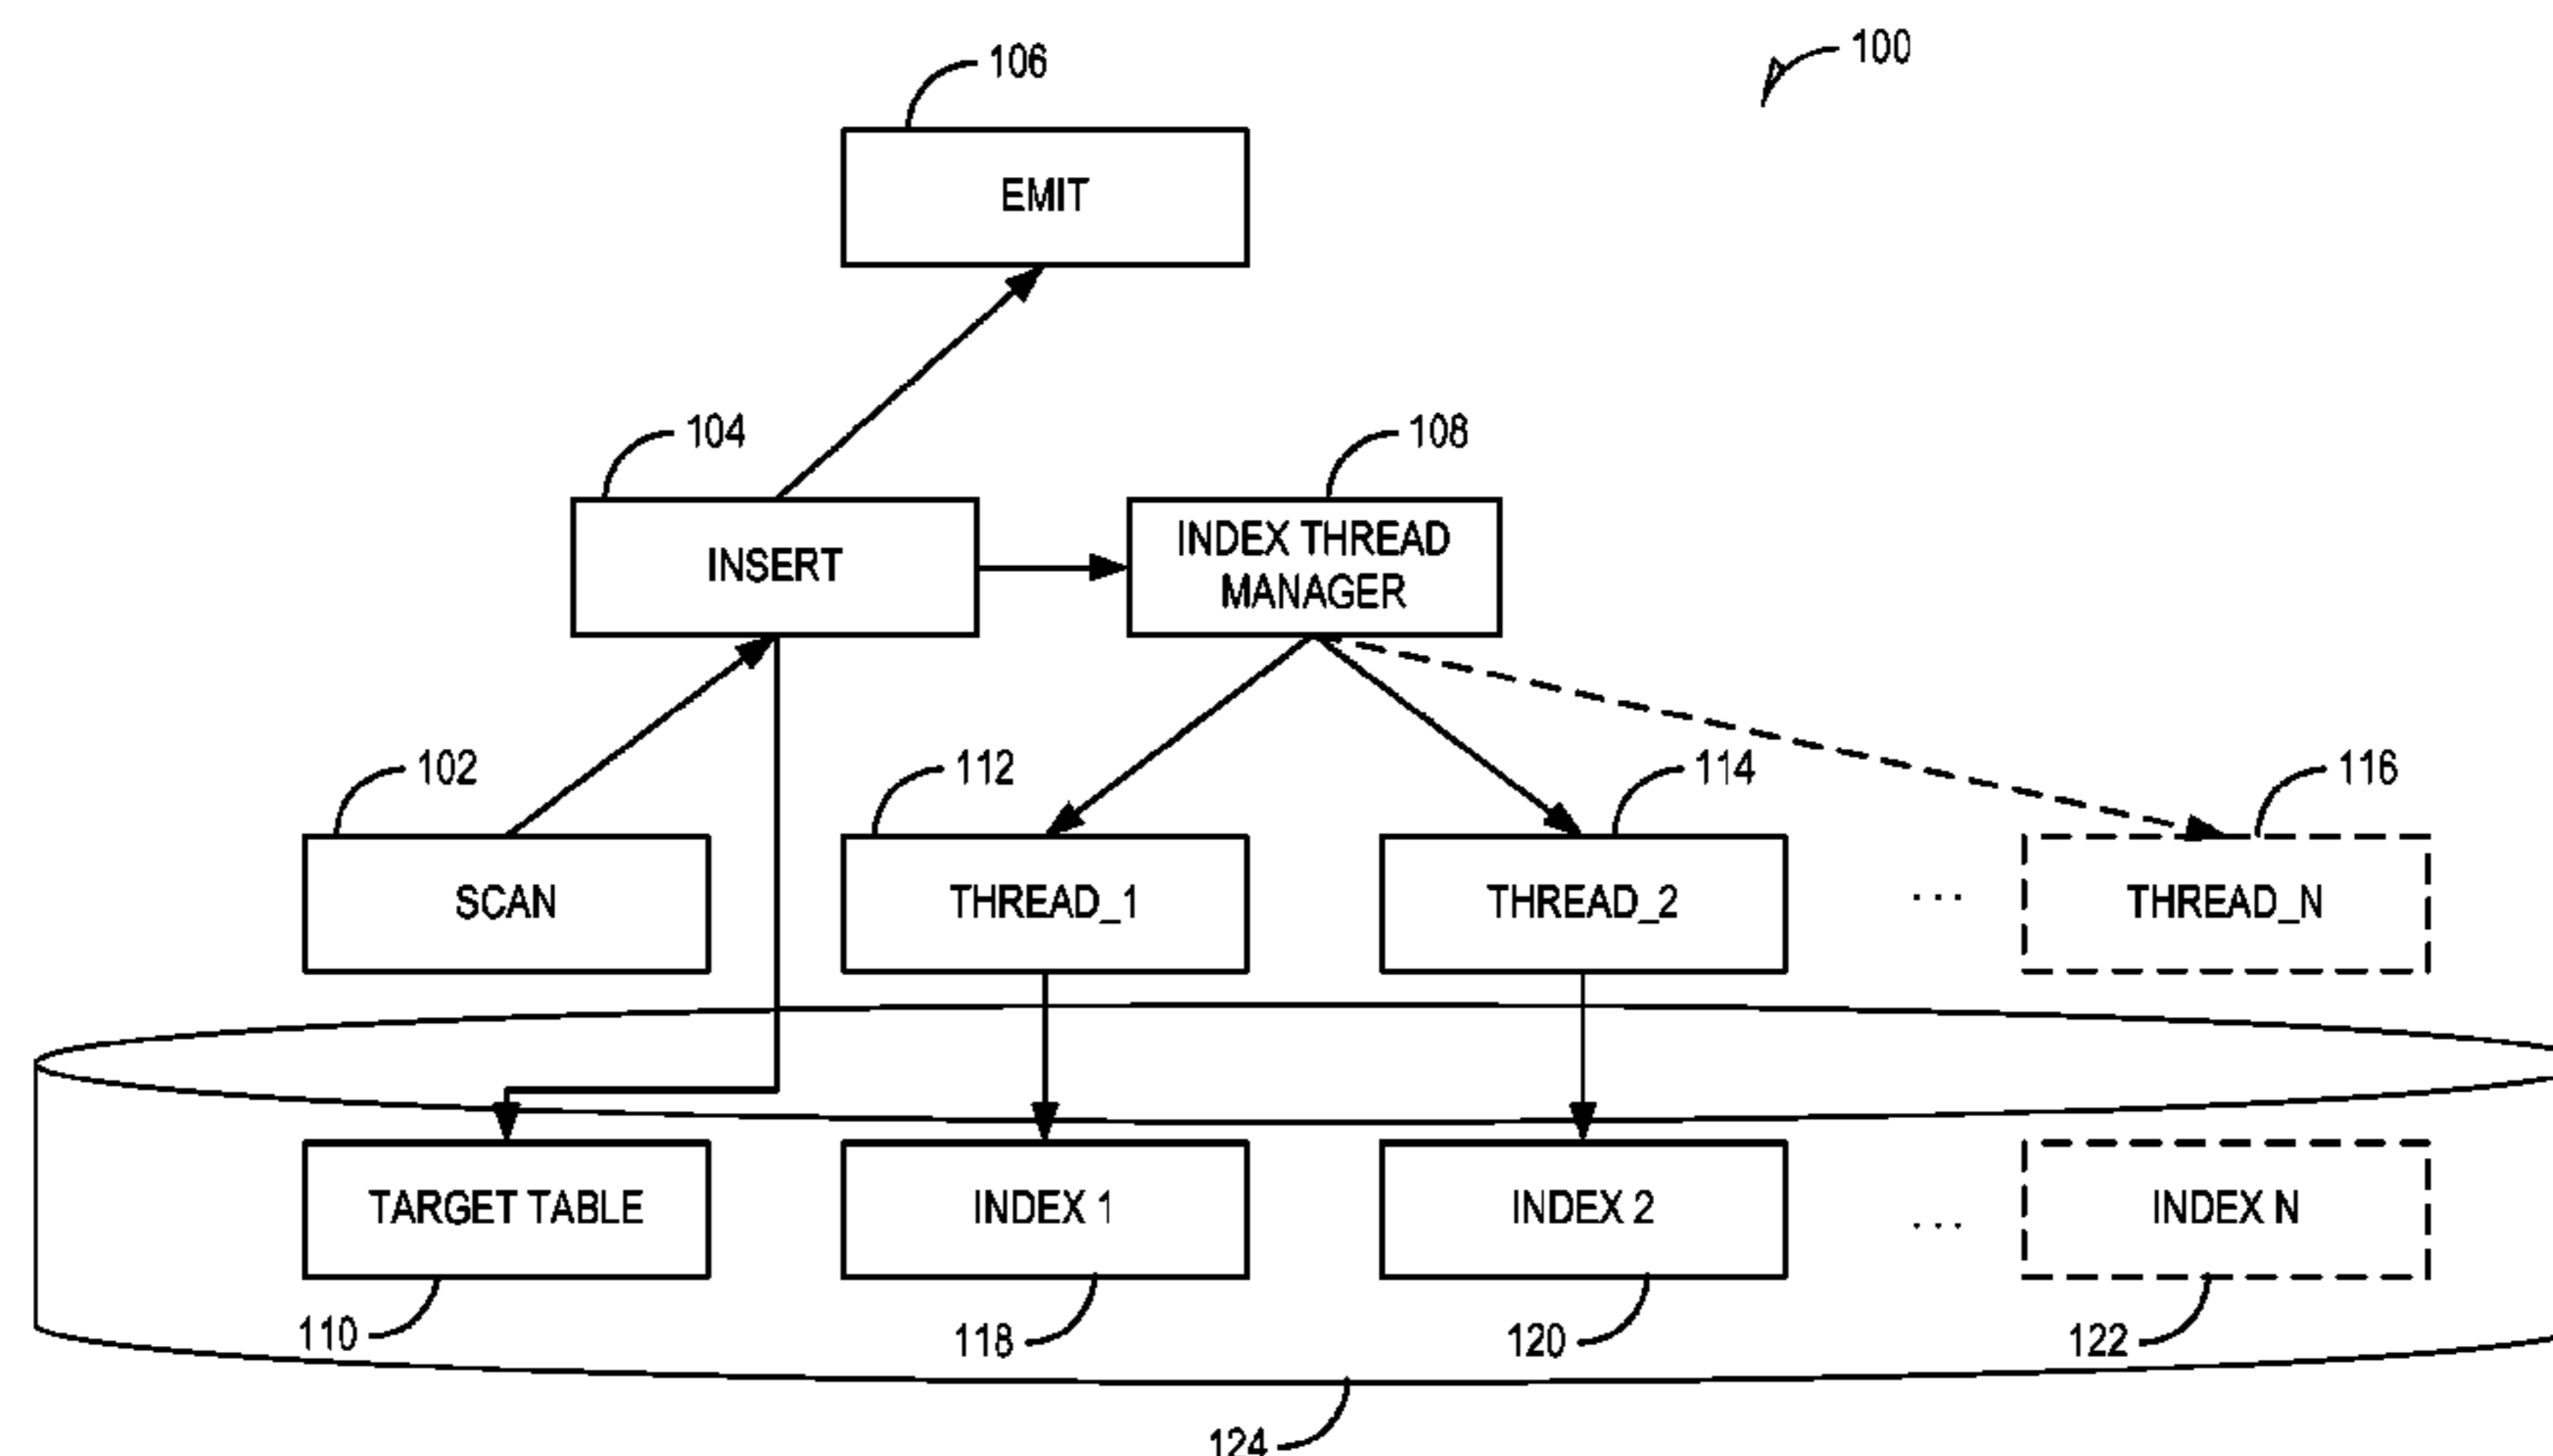 100
106
EMIT
104
108
INSERT
INDEX THREAD
MANAGER
102
112
114
116
SCAN
THREAD_1
THREAD_2
...
THREAD_N
TARGET TABLE
INDEX 1
INDEX 2
...
INDEX N
110
118
120
122
124